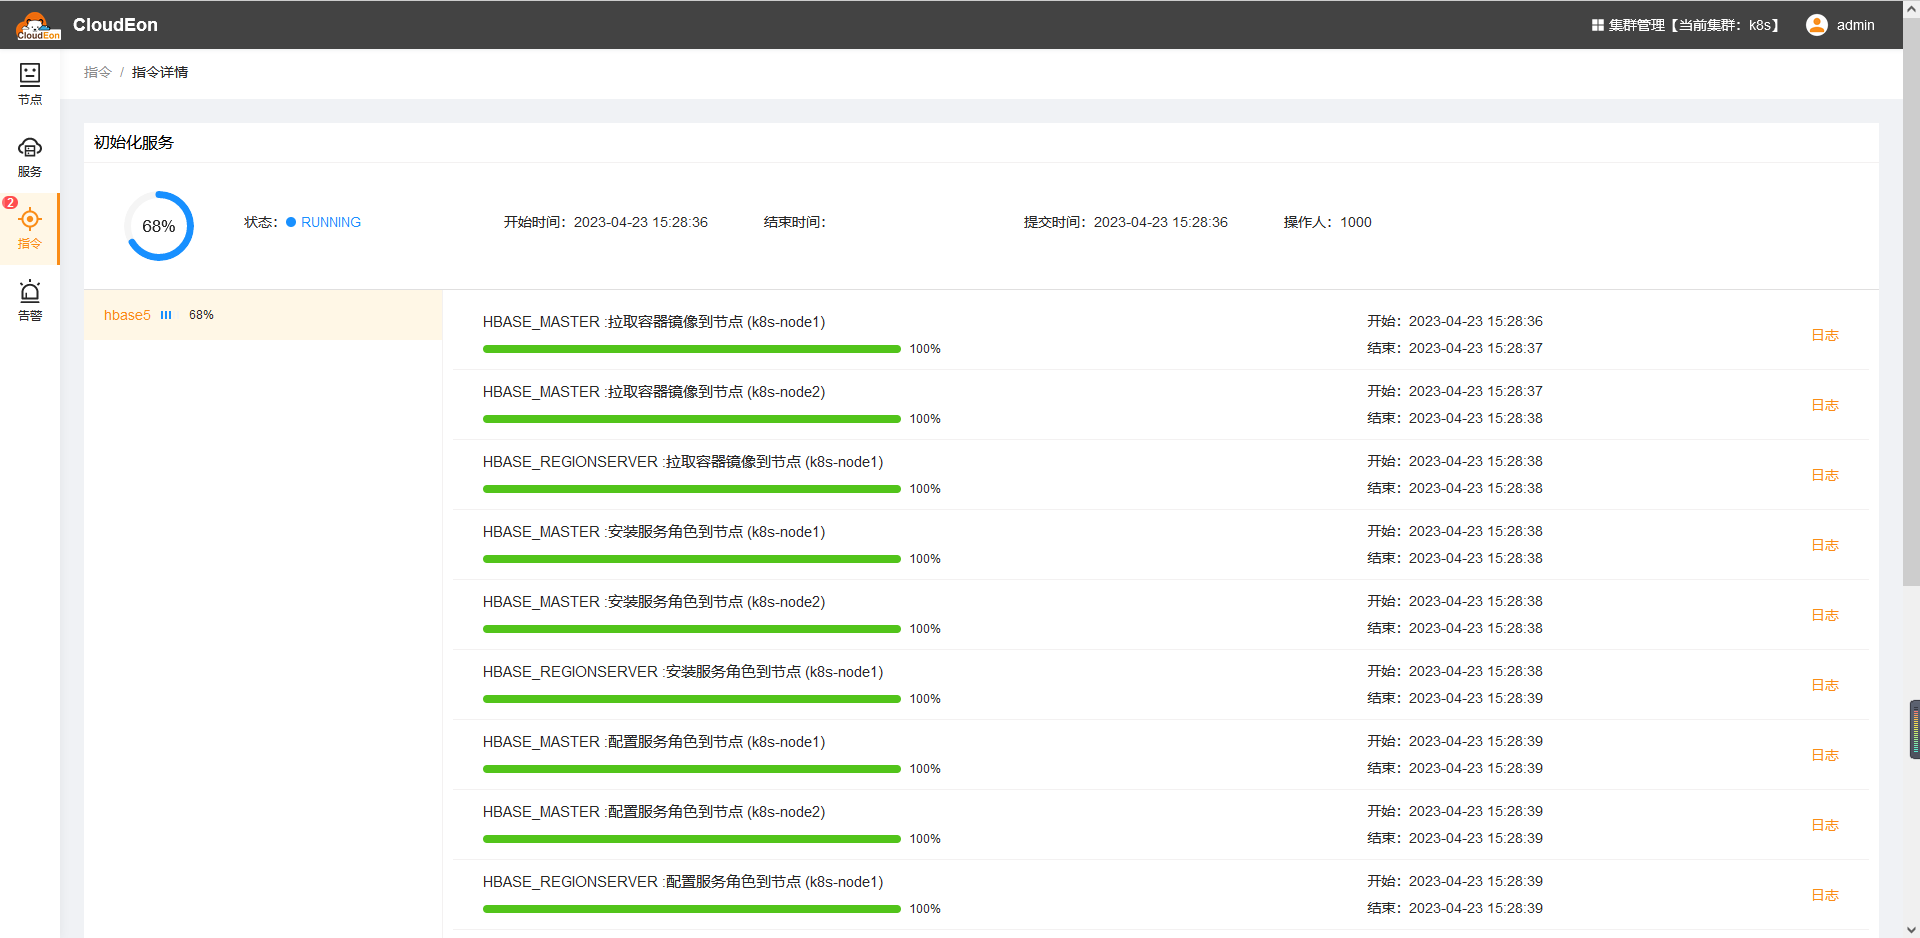 CloudEon
CloudEon
集群管理【当前集群：k8s】
admin
节点
服务
2
指令
告警
指令 / 指令详情
初始化服务
68%
状态： RUNNING
开始时间：2023-04-23 15:28:36
结束时间：
提交时间：2023-04-23 15:28:36
操作人：1000
hbase5 68%
HBASE_MASTER :拉取容器镜像到节点 (k8s-node1)
100%
开始：2023-04-23 15:28:36
结束：2023-04-23 15:28:37
日志
HBASE_MASTER :拉取容器镜像到节点 (k8s-node2)
100%
开始：2023-04-23 15:28:37
结束：2023-04-23 15:28:38
日志
HBASE_REGIONSERVER :拉取容器镜像到节点 (k8s-node1)
100%
开始：2023-04-23 15:28:38
结束：2023-04-23 15:28:38
日志
HBASE_MASTER :安装服务角色到节点 (k8s-node1)
100%
开始：2023-04-23 15:28:38
结束：2023-04-23 15:28:38
日志
HBASE_MASTER :安装服务角色到节点 (k8s-node2)
100%
开始：2023-04-23 15:28:38
结束：2023-04-23 15:28:38
日志
HBASE_REGIONSERVER :安装服务角色到节点 (k8s-node1)
100%
开始：2023-04-23 15:28:38
结束：2023-04-23 15:28:39
日志
HBASE_MASTER :配置服务角色到节点 (k8s-node1)
100%
开始：2023-04-23 15:28:39
结束：2023-04-23 15:28:39
日志
HBASE_MASTER :配置服务角色到节点 (k8s-node2)
100%
开始：2023-04-23 15:28:39
结束：2023-04-23 15:28:39
日志
HBASE_REGIONSERVER :配置服务角色到节点 (k8s-node1)
100%
开始：2023-04-23 15:28:39
结束：2023-04-23 15:28:39
日志